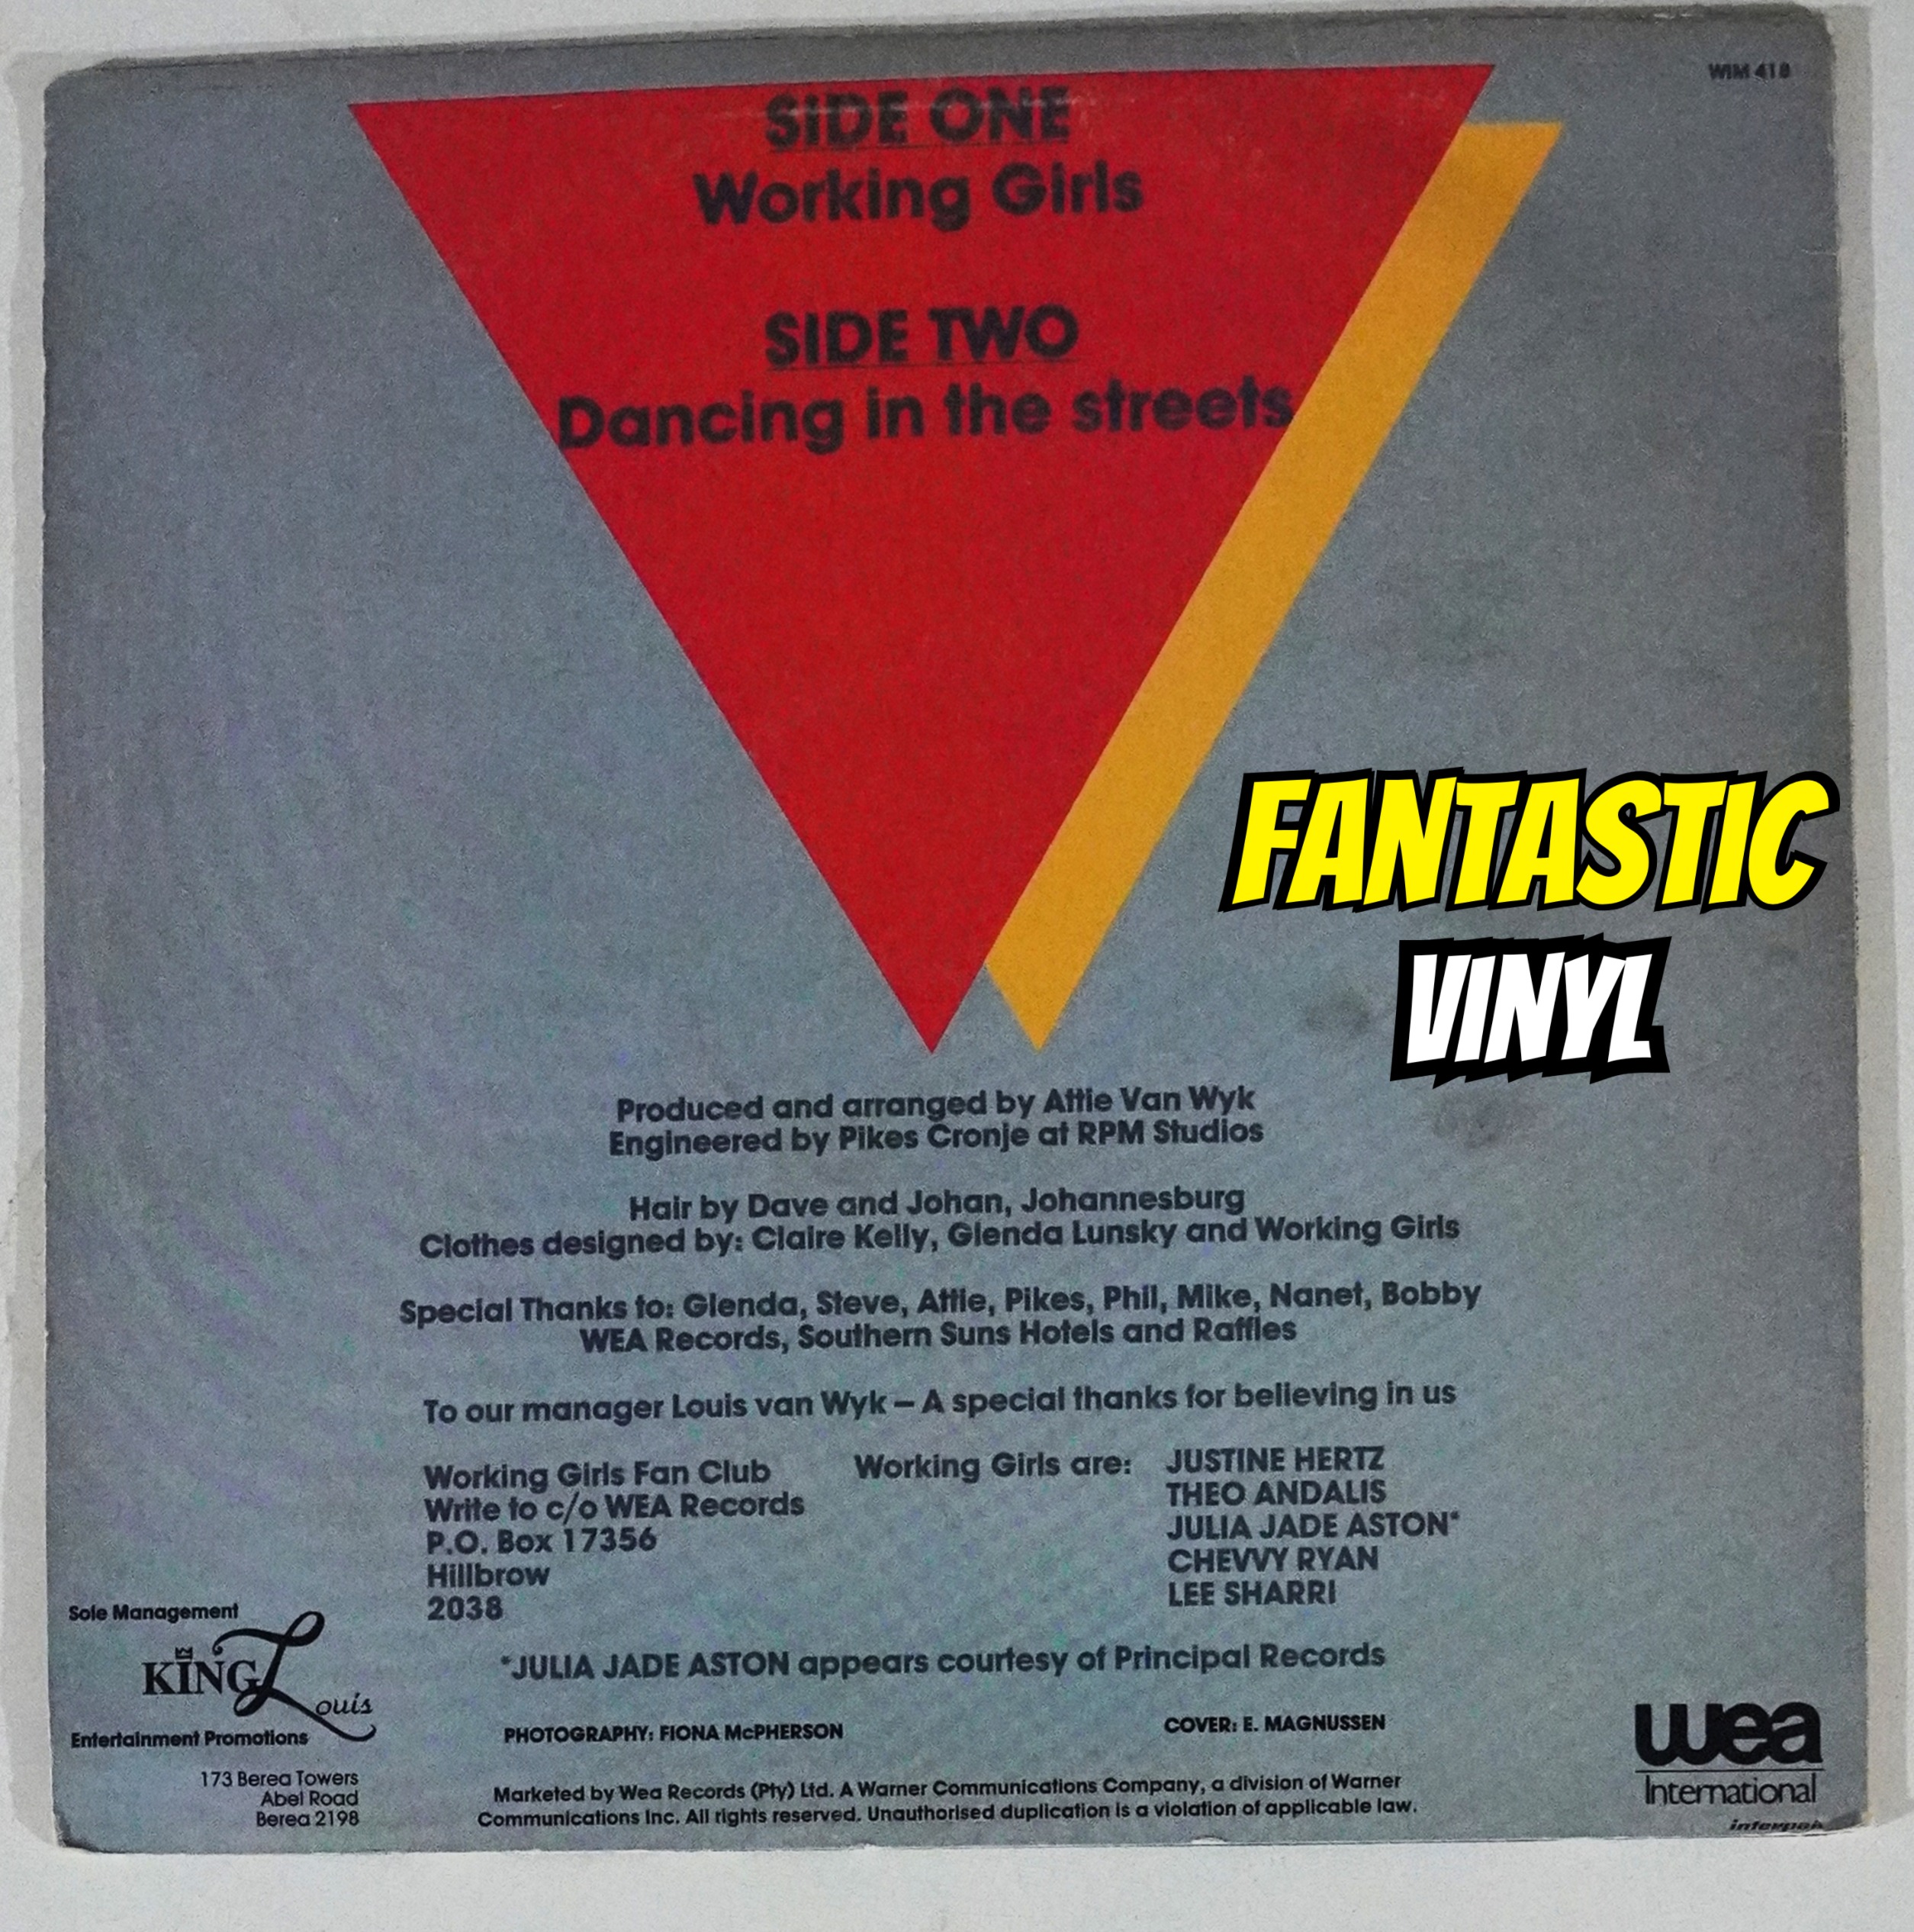 WIM 418
SIDE ONE
Working Girls
SIDE TWO
Dancing in the streets
FANTASTIC
VINYL
Produced and arranged by Attie Van Wyk
Engineered by Pikes Cronje at RPM Studios
Hair by Dave and Johan, Johannesburg
Clothes designed by: Claire Kelly, Glenda Lunsky and Working Girls
Special Thanks to: Glenda, Steve, Attie, Pikes, Phil, Mike, Nanet, Bobby
WEA Records, Southern Suns Hotels and Raffles
To our manager Louis van Wyk – A special thanks for believing in us
Working Girls Fan Club
Write to c/o WEA Records
P.O. Box 17356
Hillbrow
2038
Working Girls are: JUSTINE HERTZ
THEO ANDALIS
JULIA JADE ASTON*
CHEVVY RYAN
LEE SHARRI
*JULIA JADE ASTON appears courtesy of Principal Records
Sole Management
KING Louis
Entertainment Promotions
173 Berea Towers
Abel Road
Berea 2198
PHOTOGRAPHY: FIONA McPHERSON
COVER: E. MAGNUSSEN
Marketed by Wea Records (Pty) Ltd. A Warner Communications Company, a division of Warner
Communications Inc. All rights reserved. Unauthorised duplication is a violation of applicable law.
wea
International
interpak